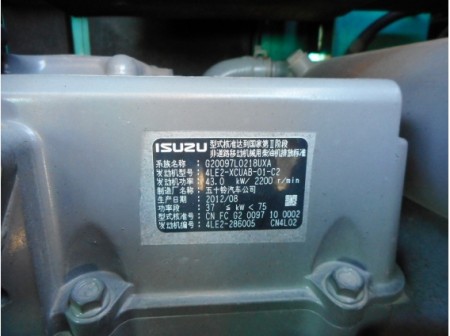 ISUZU 型式核准达到国家第Ⅱ阶段
非道路移动机械用柴油机排放标准
系族名称 : G20097L0218UXA
发动机型号 : 4LE2-XCUAB-01-C2
发动机功率 : 43.0 kW/ 2200 r/min
制造厂名称 : 五十铃汽车公司
生产日期 : 2012/08
功率段 : 37 ≤ kW < 75
型式核准号 : CN FC G2 0097 10 0002
发动机编号 : 4LE2-286005 CN4L02